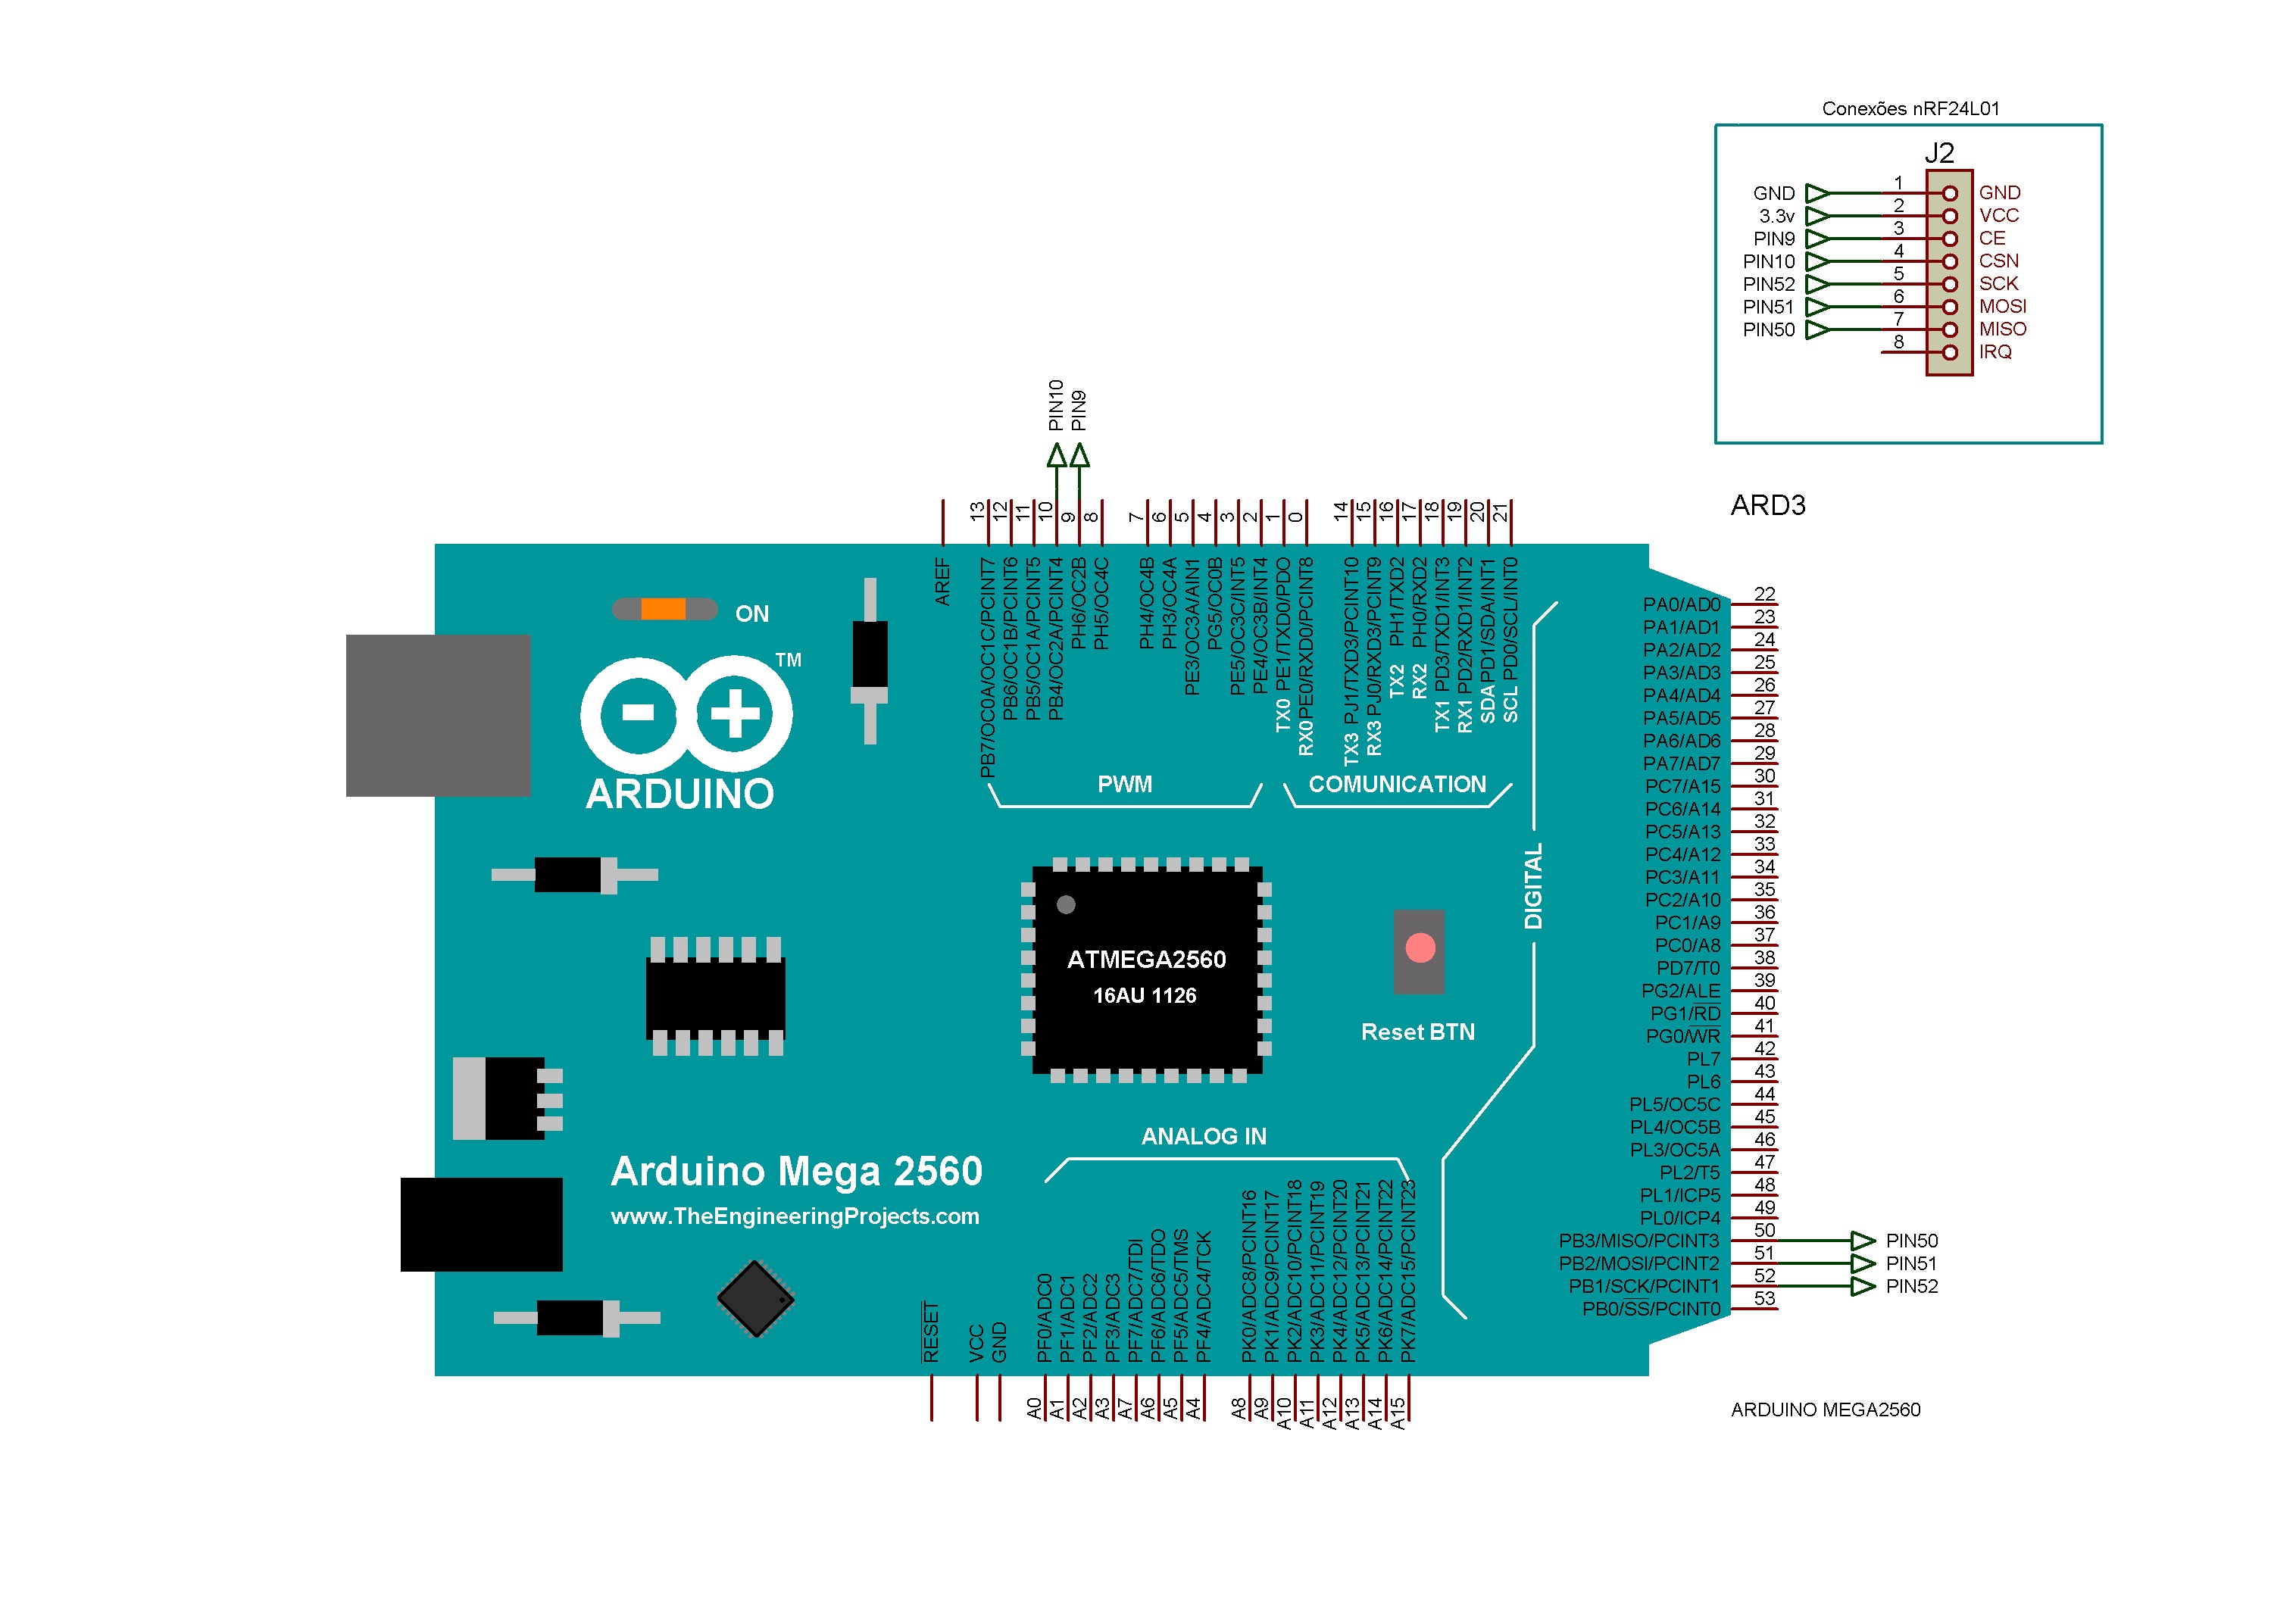 Conexões nRF24L01
J2
GND 1 GND
3.3v 2 VCC
PIN9 3 CE
PIN10 4 CSN
PIN52 5 SCK
PIN51 6 MOSI
PIN50 7 MISO
8 IRQ
PIN10
PIN9
ARD3
13
12
11
10
9
8
7
6
5
4
3
2
1
0
14
15
16
17
18
19
20
21
AREF
PB7/OC0A/OC1C/PCINT7
PB6/OC1B/PCINT6
PB5/OC1A/PCINT5
PB4/OC2A/PCINT4
PH6/OC2B
PH5/OC4C
PH4/OC4B
PH3/OC4A
PE3/OC3A/AIN1
PG5/OC0B
PE5/OC3C/INT5
PE4/OC3B/INT4
TX0 PE1/TXD0/PDO
RX0 PE0/RXD0/PCINT8
TX3 PJ1/TXD3/PCINT10
RX3 PJ0/RXD3/PCINT9
TX2 PH1/TXD2
RX2 PH0/RXD2
TX1 PD3/TXD1/INT3
RX1 PD2/RXD1/INT2
SDA PD1/SDA/INT1
SCL PD0/SCL/INT0
ON
TM
ARDUINO
PWM
COMUNICATION
DIGITAL
ATMEGA2560
16AU 1126
Reset BTN
ANALOG IN
Arduino Mega 2560
www.TheEngineeringProjects.com
PA0/AD0 22
PA1/AD1 23
PA2/AD2 24
PA3/AD3 25
PA4/AD4 26
PA5/AD5 27
PA6/AD6 28
PA7/AD7 29
PC7/A15 30
PC6/A14 31
PC5/A13 32
PC4/A12 33
PC3/A11 34
PC2/A10 35
PC1/A9 36
PC0/A8 37
PD7/T0 38
PG2/ALE 39
PG1/RD 40
PG0/WR 41
PL7 42
PL6 43
PL5/OC5C 44
PL4/OC5B 45
PL3/OC5A 46
PL2/T5 47
PL1/ICP5 48
PL0/ICP4 49
PB3/MISO/PCINT3 50 PIN50
PB2/MOSI/PCINT2 51 PIN51
PB1/SCK/PCINT1 52 PIN52
PB0/SS/PCINT0 53
RESET
VCC
GND
PF0/ADC0
PF1/ADC1
PF2/ADC2
PF3/ADC3
PF7/ADC7/TDI
PF6/ADC6/TDO
PF5/ADC5/TMS
PF4/ADC4/TCK
PK0/ADC8/PCINT16
PK1/ADC9/PCINT17
PK2/ADC10/PCINT18
PK3/ADC11/PCINT19
PK4/ADC12/PCINT20
PK5/ADC13/PCINT21
PK6/ADC14/PCINT22
PK7/ADC15/PCINT23
A0
A1
A2
A3
A7
A6
A5
A4
A8
A9
A10
A11
A12
A13
A14
A15
ARDUINO MEGA2560